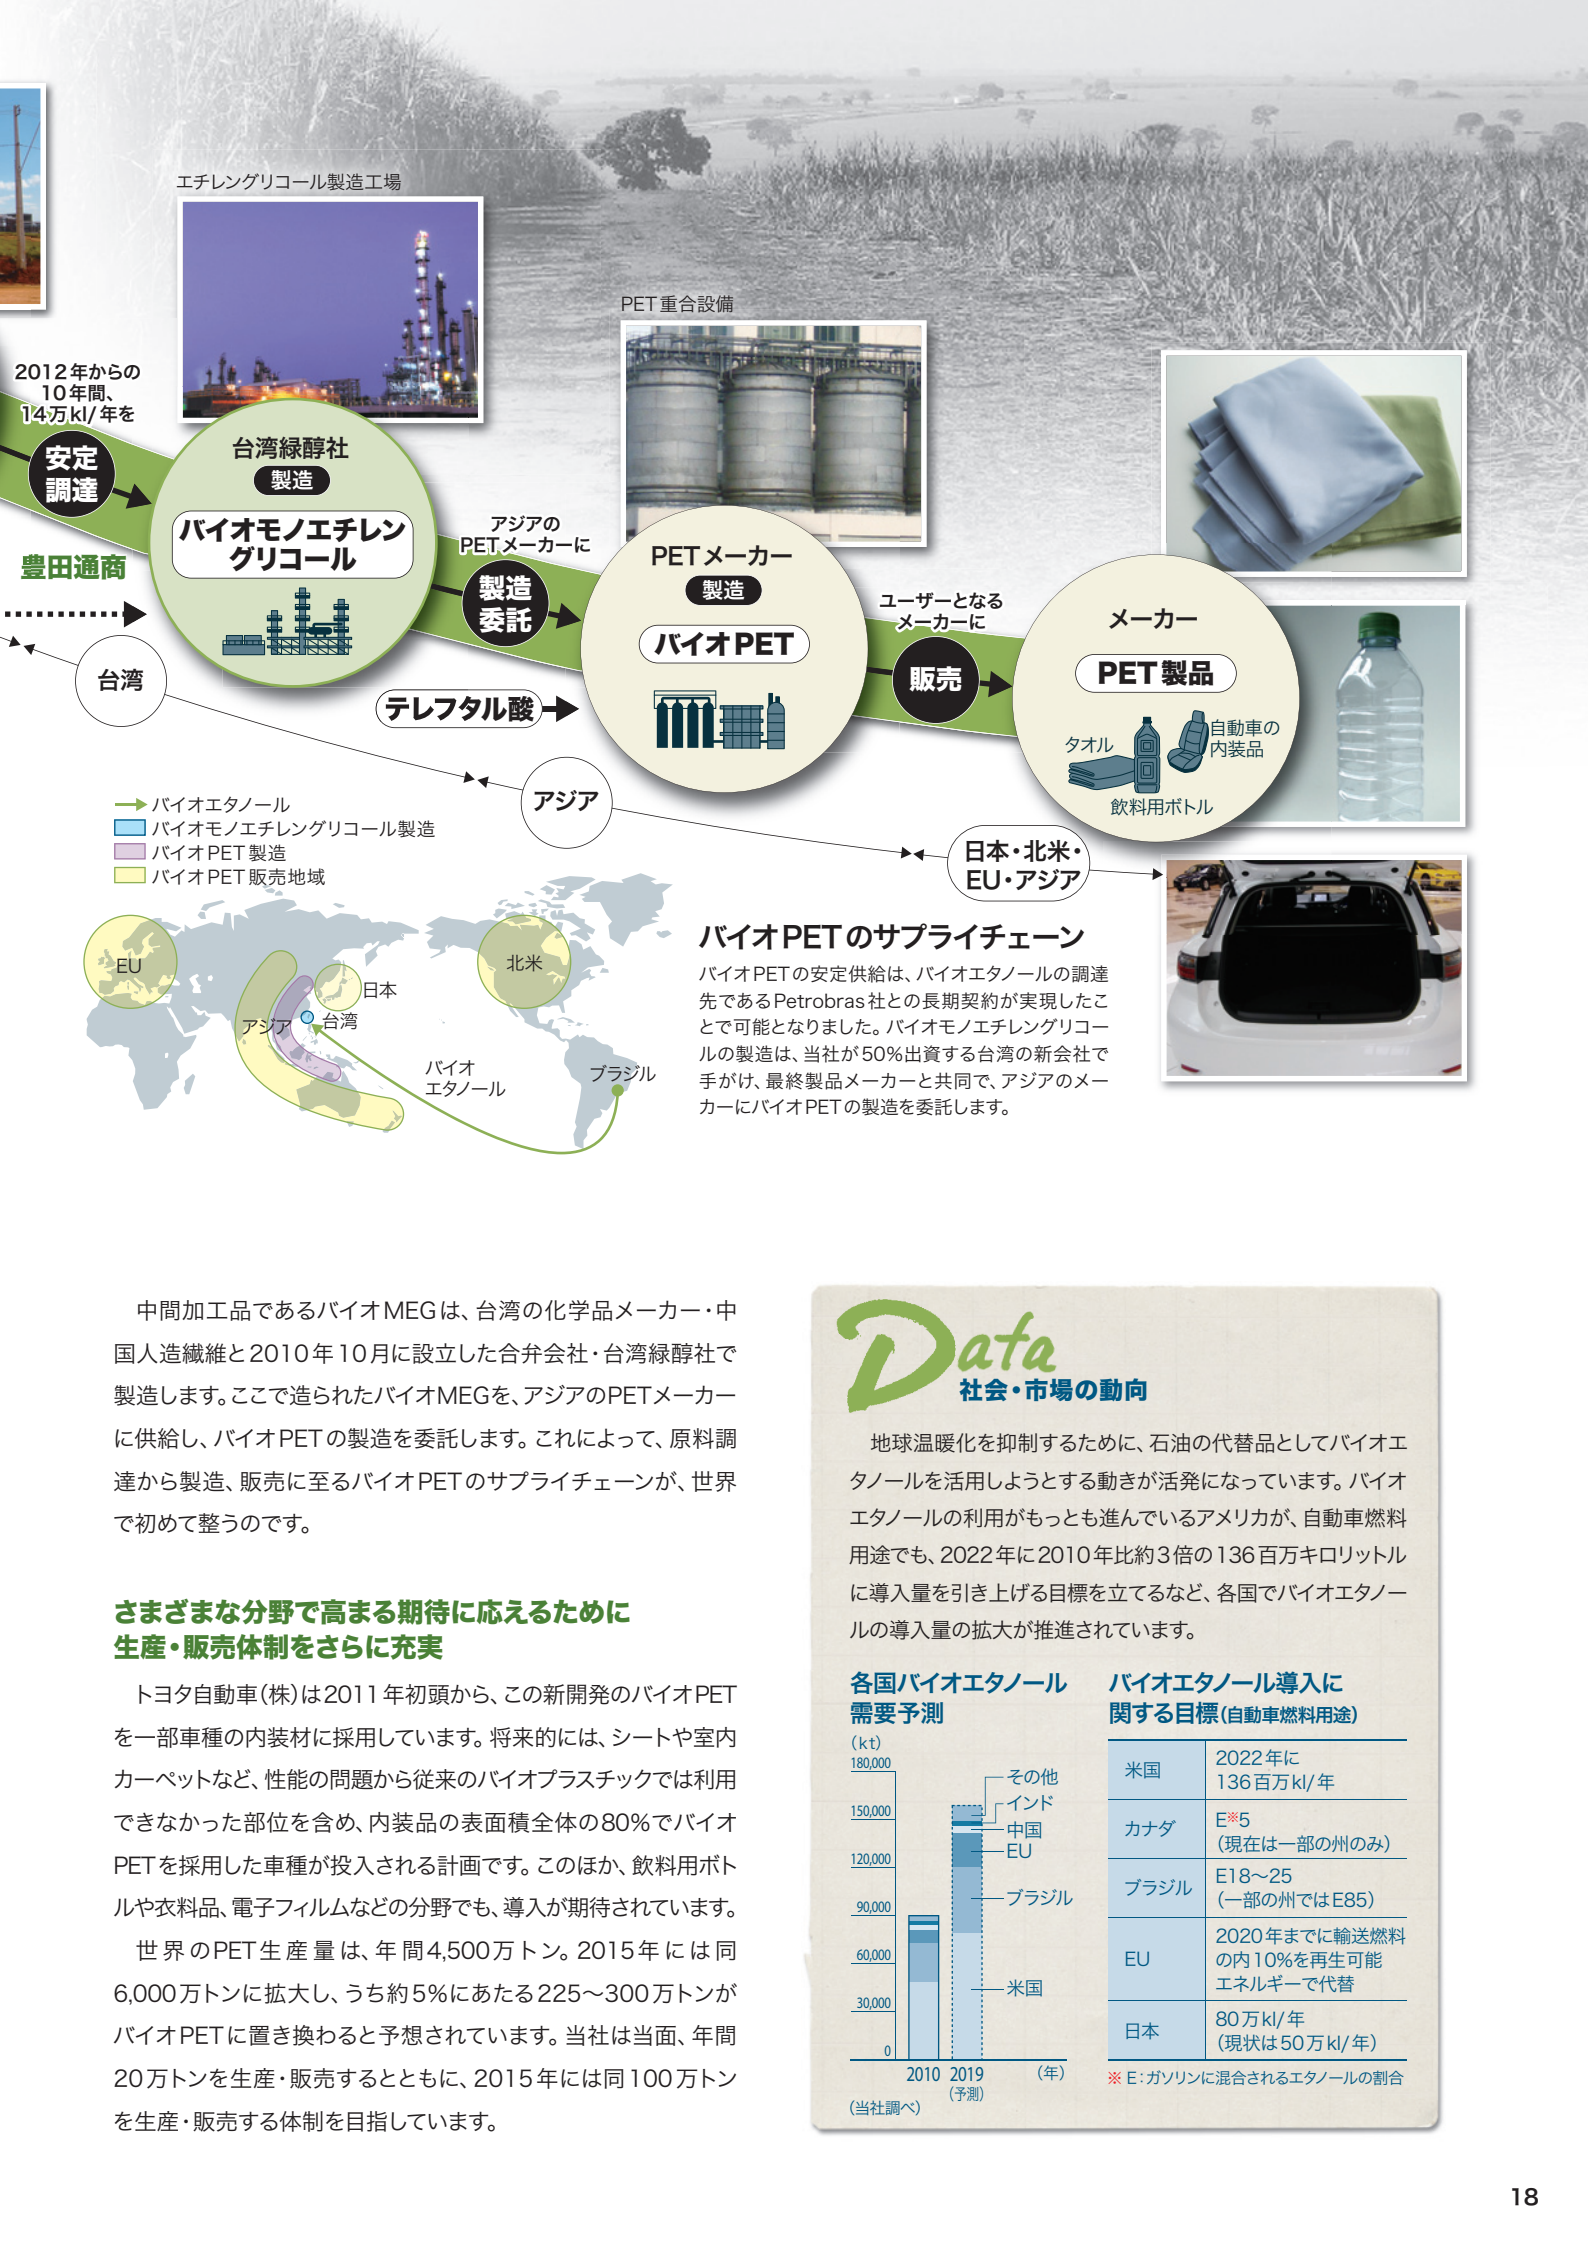 エチレングリコール製造工場
PET重合設備
2012年からの
10年間、
14万kl/年を
安定
調達
豊田通商
台湾緑醇社
製造
バイオモノエチレン
グリコール
アジアの
PETメーカーに
製造
委託
テレフタル酸
PETメーカー
製造
バイオPET
ユーザーとなる
メーカーに
販売
メーカー
PET製品
タオル
自動車の
内装品
飲料用ボトル
台湾
アジア
日本・北米・
EU・アジア
バイオエタノール
バイオモノエチレングリコール製造
バイオPET製造
バイオPET販売地域
EU
北米
日本
アジア
台湾
バイオ
エタノール
ブラジル
バイオPETのサプライチェーン
バイオPETの安定供給は、バイオエタノールの調達
先であるPetrobras社との長期契約が実現したこ
とで可能となりました。バイオモノエチレングリコー
ルの製造は、当社が50%出資する台湾の新会社で
手がけ、最終製品メーカーと共同で、アジアのメー
カーにバイオPETの製造を委託します。
中間加工品であるバイオMEGは、台湾の化学品メーカー・中
国人造繊維と2010年10月に設立した合弁会社・台湾緑醇社で
製造します。ここで造られたバイオMEGを、アジアのPETメーカー
に供給し、バイオPETの製造を委託します。これによって、原料調
達から製造、販売に至るバイオPETのサプライチェーンが、世界
で初めて整うのです。
さまざまな分野で高まる期待に応えるために
生産・販売体制をさらに充実
トヨタ自動車(株)は2011年初頭から、この新開発のバイオPET
を一部車種の内装材に採用しています。将来的には、シートや室内
カーペットなど、性能の問題から従来のバイオプラスチックでは利用
できなかった部位を含め、内装品の表面積全体の80%でバイオ
PETを採用した車種が投入される計画です。このほか、飲料用ボト
ルや衣料品、電子フィルムなどの分野でも、導入が期待されています。
世界のPET生産量は、年間4,500万トン。2015年には同
6,000万トンに拡大し、うち約5%にあたる225〜300万トンが
バイオPETに置き換わると予想されています。当社は当面、年間
20万トンを生産・販売するとともに、2015年には同100万トン
を生産・販売する体制を目指しています。
Data
社会・市場の動向
地球温暖化を抑制するために、石油の代替品としてバイオエ
タノールを活用しようとする動きが活発になっています。バイオ
エタノールの利用がもっとも進んでいるアメリカが、自動車燃料
用途でも、2022年に2010年比約3倍の136百万キロリットル
に導入量を引き上げる目標を立てるなど、各国でバイオエタノー
ルの導入量の拡大が推進されています。
各国バイオエタノール
需要予測
(kt)
180,000
150,000
120,000
90,000
60,000
30,000
0
その他
インド
中国
EU
ブラジル
米国
2010 2019 (年)
(予測)
(当社調べ)
バイオエタノール導入に
関する目標(自動車燃料用途)
米国
2022年に
136百万kl/年
カナダ
E※5
(現在は一部の州のみ)
ブラジル
E18〜25
(一部の州ではE85)
EU
2020年までに輸送燃料
の内10%を再生可能
エネルギーで代替
日本
80万kl/年
(現状は50万kl/年)
※ E:ガソリンに混合されるエタノールの割合
18